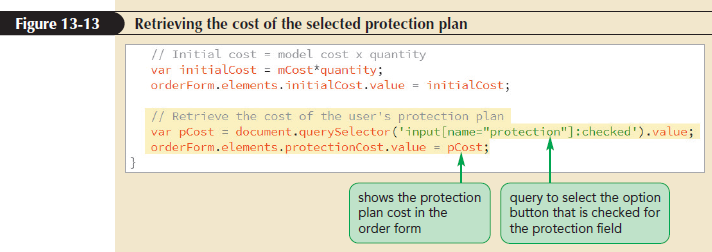 Figure 13-13 Retrieving the cost of the selected protection plan
// Initial cost = model cost x quantity
var initialCost = mCost*quantity;
orderForm.elements.initialCost.value = initialCost;
// Retrieve the cost of the user's protection plan
var pCost = document.querySelector('input[name="protection"]:checked').value;
orderForm.elements.protectionCost.value = pCost;
}
shows the protection
plan cost in the
order form
query to select the option
button that is checked for
the protection field